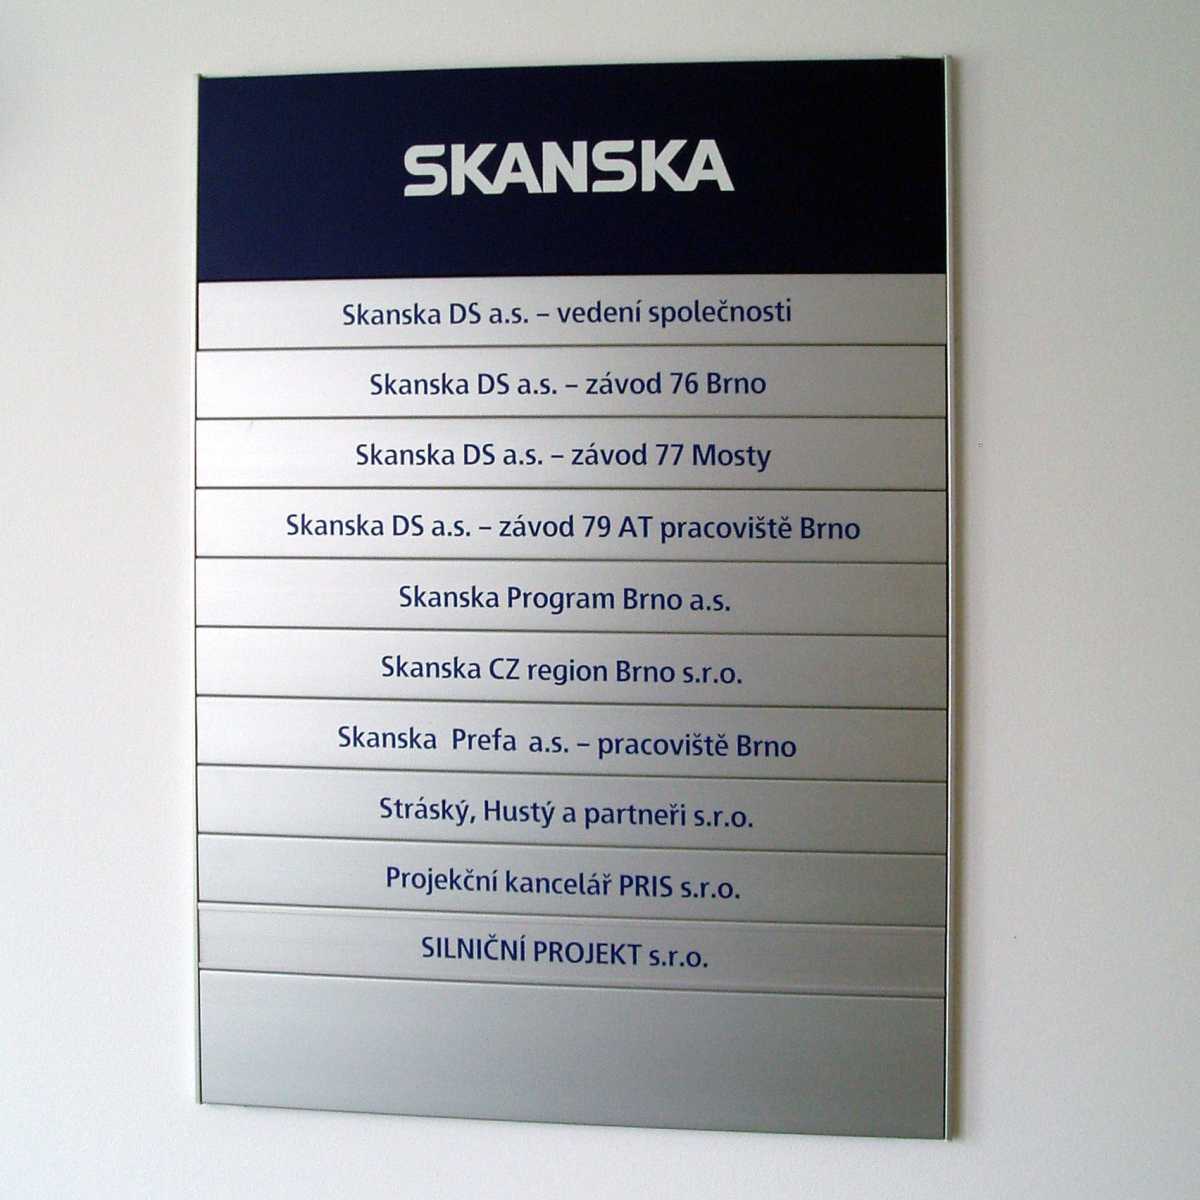 SKANSKA
Skanska DS a.s. – vedení společnosti
Skanska DS a.s. – závod 76 Brno
Skanska DS a.s. – závod 77 Mosty
Skanska DS a.s. – závod 79 AT pracoviště Brno
Skanska Program Brno a.s.
Skanska CZ region Brno s.r.o.
Skanska Prefa a.s. – pracoviště Brno
Stráský, Hustý a partneři s.r.o.
Projekční kancelář PRIS s.r.o.
SILNIČNÍ PROJEKT s.r.o.